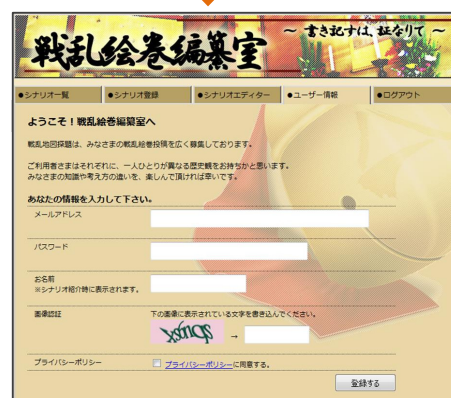 ～ 書き記すは、証なりて ～
戦乱絵巻編纂室
●シナリオ一覧 ●シナリオ登録 ●シナリオエディター ●ユーザー情報 ●ログアウト
ようこそ！戦乱絵巻編纂室へ
戦乱地図探題は、みなさまの戦乱絵巻投稿を広く募集しております。
ご利用者さまはそれぞれに、一人ひとりが異なる歴史観をお持ちかと思います。
みなさまの知識や考え方の違いを、楽しんで頂ければ幸いです。
あなたの情報を入力して下さい。
メールアドレス
パスワード
お名前
※シナリオ紹介時に表示されます。
画像認証 下の画像に表示されている文字を書き込んでください。
→
プライバシーポリシー プライバシーポリシーに同意する。
登録する